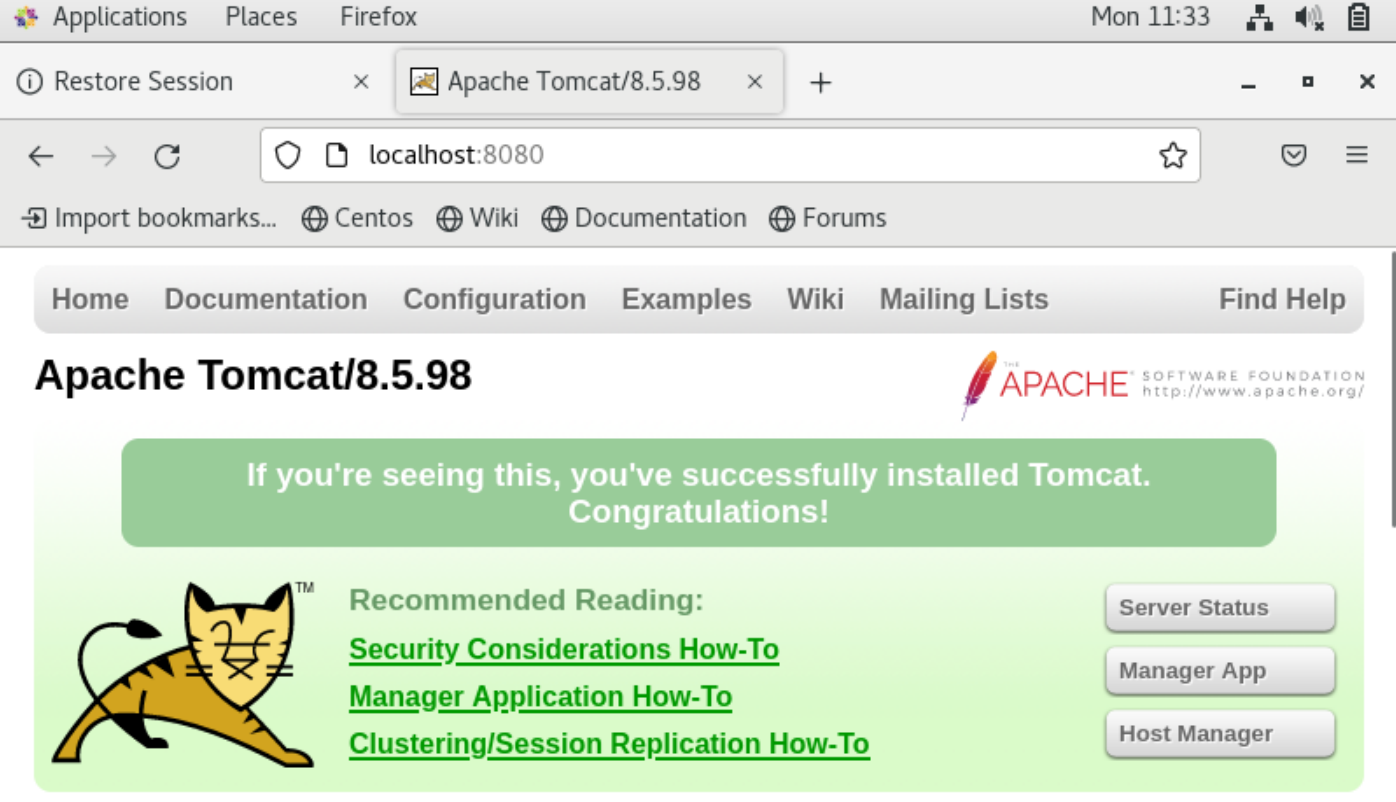 Applications Places Firefox Mon 11:33
Restore Session Apache Tomcat/8.5.98
localhost:8080
Import bookmarks... Centos Wiki Documentation Forums
Home Documentation Configuration Examples Wiki Mailing Lists Find Help
Apache Tomcat/8.5.98
THE
APACHE® SOFTWARE FOUNDATION
http://www.apache.org/
If you're seeing this, you've successfully installed Tomcat.
Congratulations!
TM
Recommended Reading:
Security Considerations How-To
Manager Application How-To
Clustering/Session Replication How-To
Server Status
Manager App
Host Manager